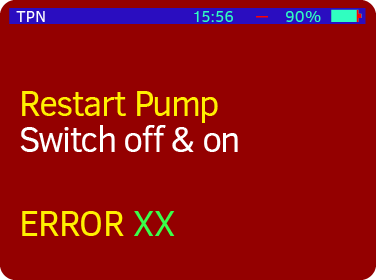 TPN 15:56 — 90%
Restart Pump
Switch off & on
ERROR XX